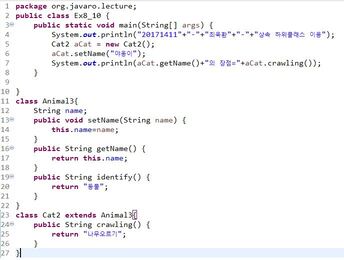 1 package org.javaro.lecture;
2 public class Ex8_10 {
3 public static void main(String[] args) {
4 System.out.println("20171411"+"-"+"최욱환"+"-"+"상속 하위클래스 이용");
5 Cat2 aCat = new Cat2();
6 aCat.setName("야옹이");
7 System.out.println(aCat.getName()+"의 장점="+aCat.crawling());
8 }
9
10 }
11 class Animal3{
12 String name;
13 public void setName(String name) {
14 this.name=name;
15 }
16 public String getName() {
17 return this.name;
18 }
19 public String identify() {
20 return "동물";
21 }
22 }
23 class Cat2 extends Animal3{
24 public String crawling() {
25 return "나무오르기";
26 }
27 }